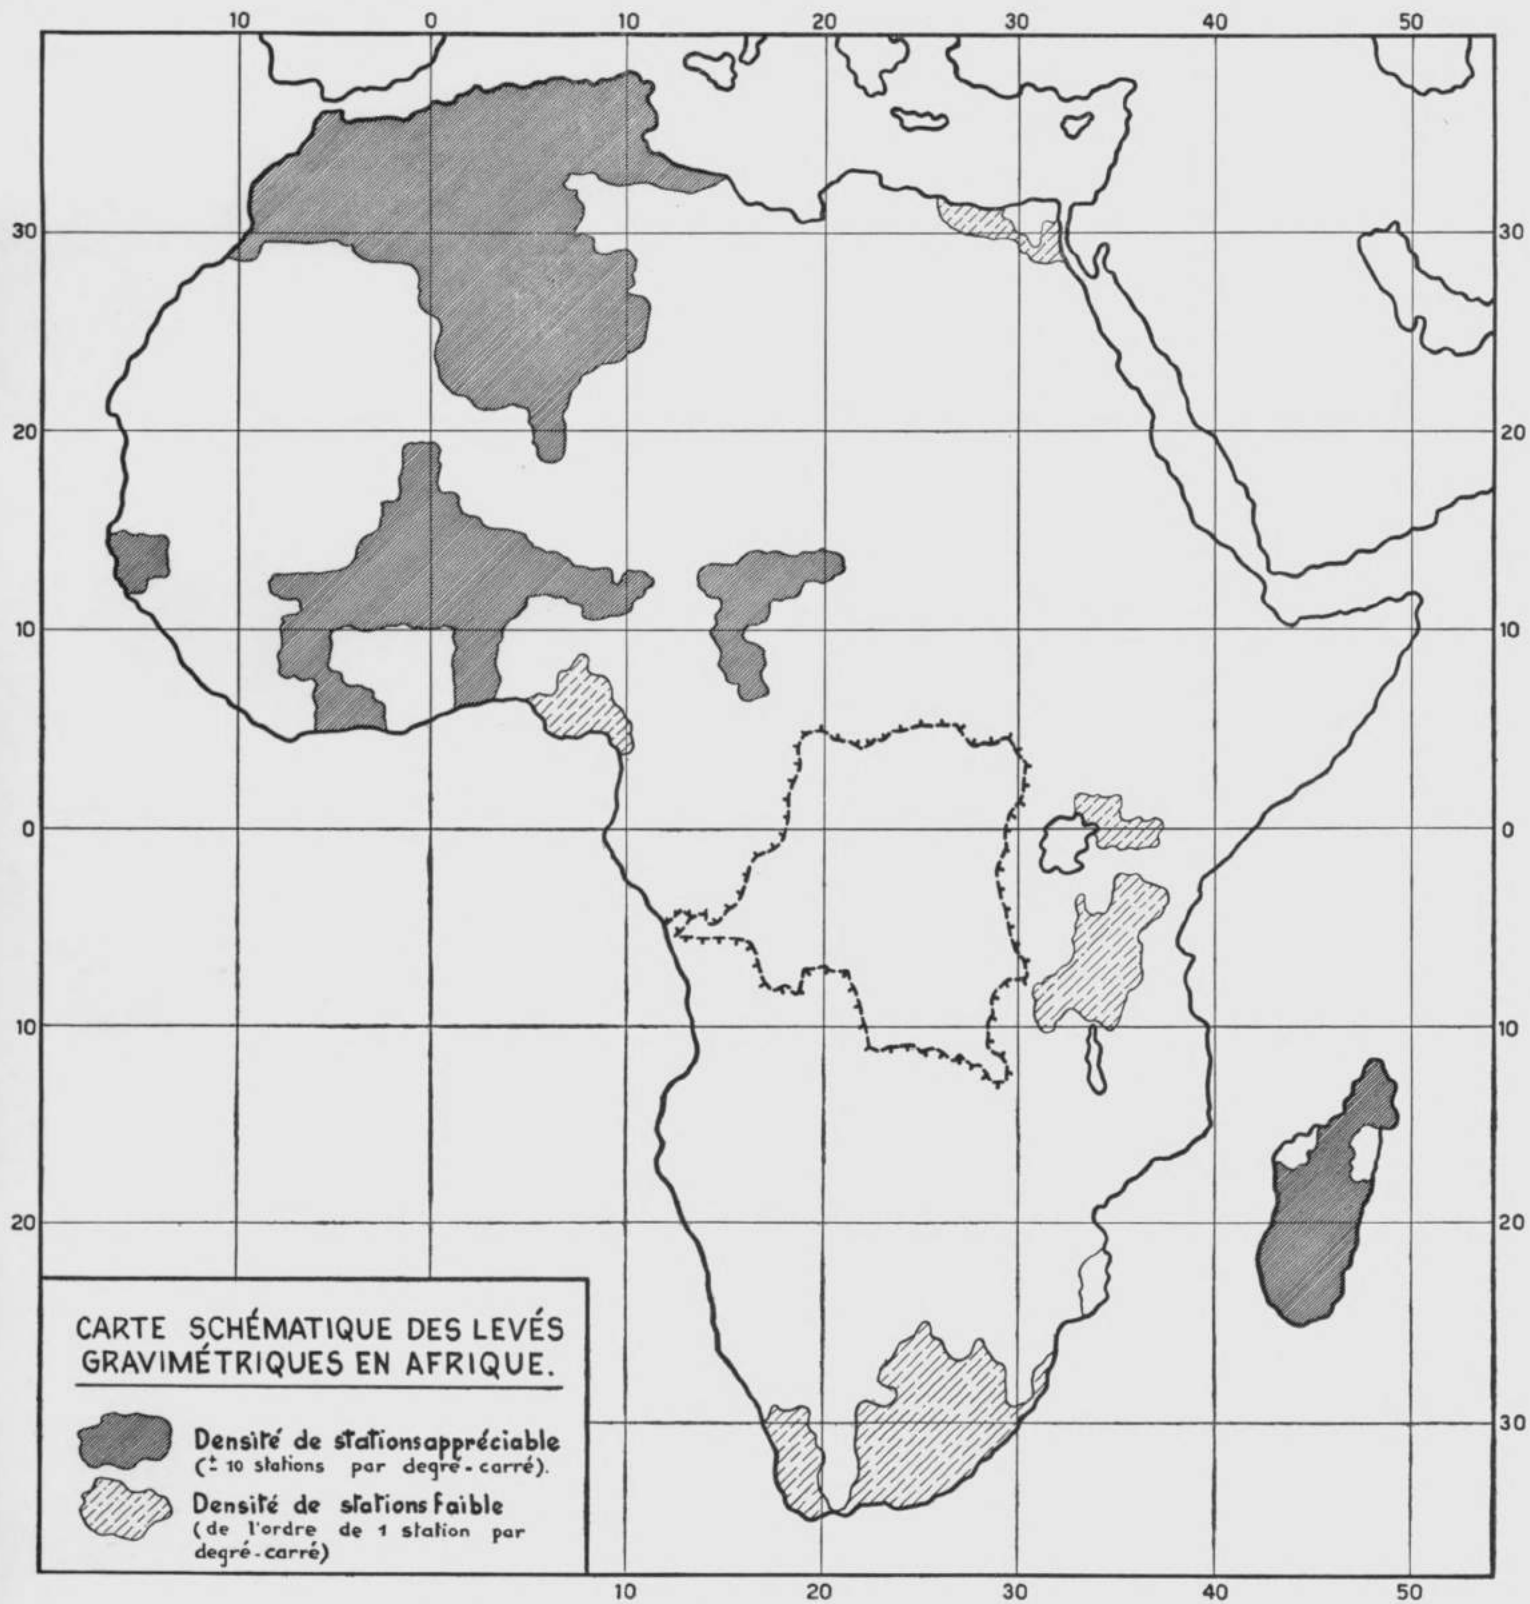 10 0 10 20 30 40 50
30 30
20 20
10 10
0 0
10 10
20 20
CARTE SCHÉMATIQUE DES LEVÉS
GRAVIMÉTRIQUES EN AFRIQUE.
30
Densité de stations appréciable
(± 10 stations par degré-carré).
Densité de stations faible
(de l'ordre de 1 station par
degré-carré)
10 20 30 40 50